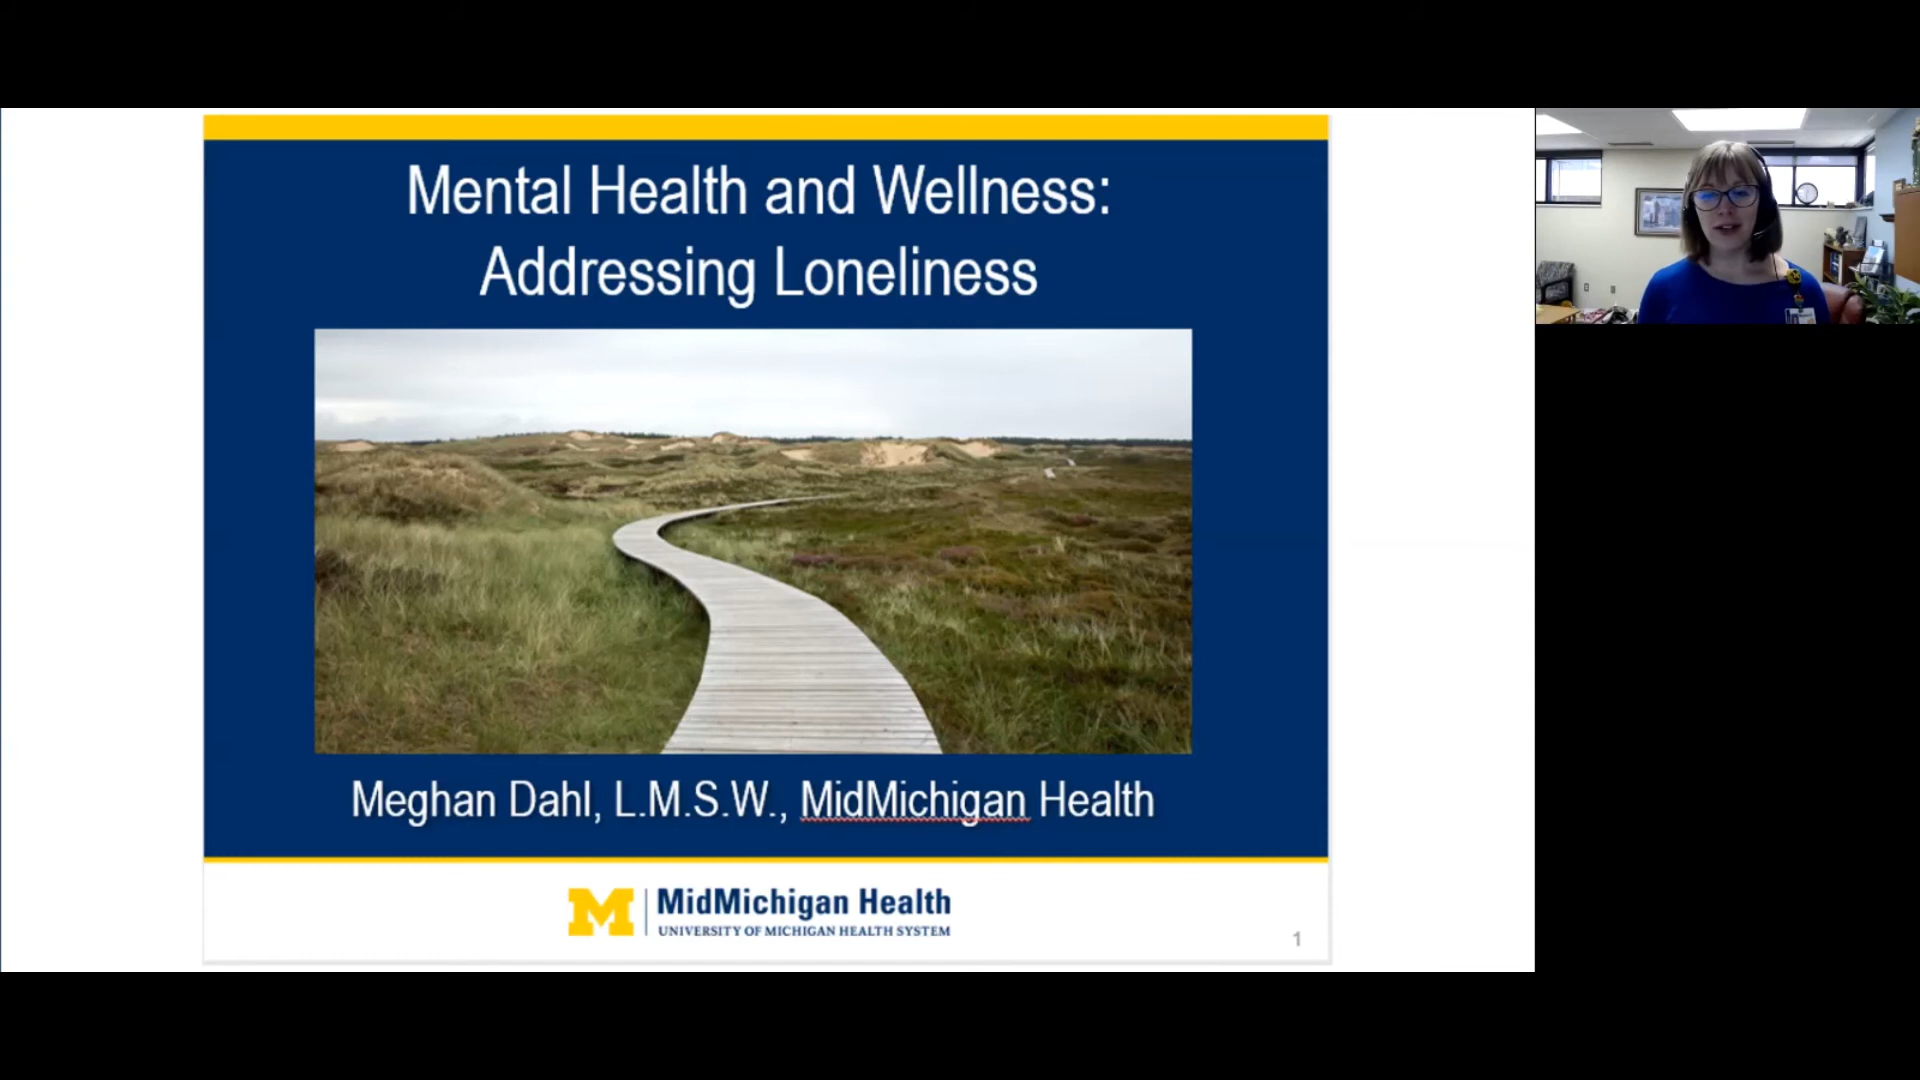 Mental Health and Wellness:
Addressing Loneliness
Meghan Dahl, L.M.S.W., MidMichigan Health
M MidMichigan Health
UNIVERSITY OF MICHIGAN HEALTH SYSTEM
1